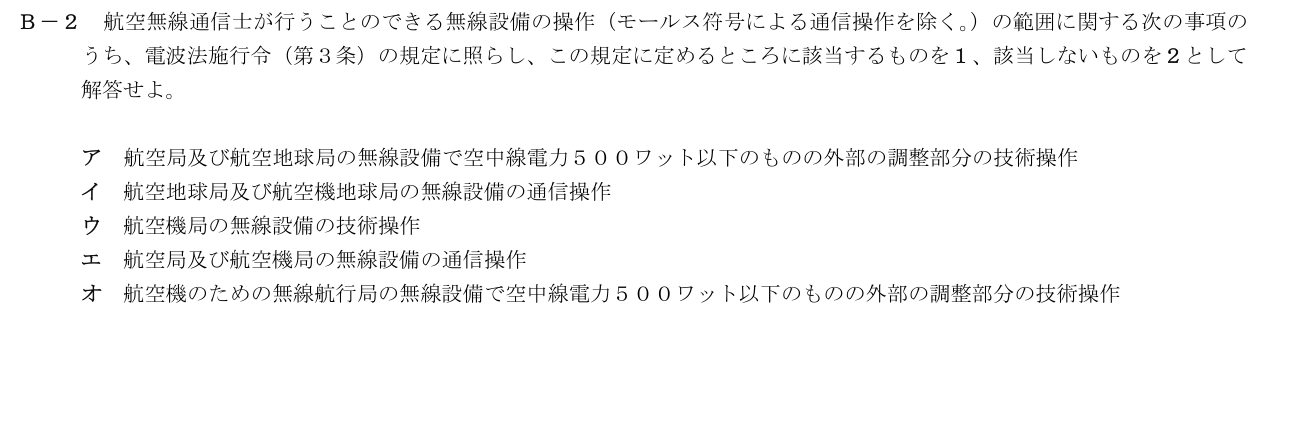 Ｂ－２　航空無線通信士が行うことのできる無線設備の操作（モールス符号による通信操作を除く。）の範囲に関する次の事項の
うち、電波法施行令（第３条）の規定に照らし、この規定に定めるところに該当するものを１、該当しないものを２として
解答せよ。
ア　航空局及び航空地球局の無線設備で空中線電力５００ワット以下のものの外部の調整部分の技術操作
イ　航空地球局及び航空機地球局の無線設備の通信操作
ウ　航空機局の無線設備の技術操作
エ　航空局及び航空機局の無線設備の通信操作
オ　航空機のための無線航行局の無線設備で空中線電力５００ワット以下のものの外部の調整部分の技術操作